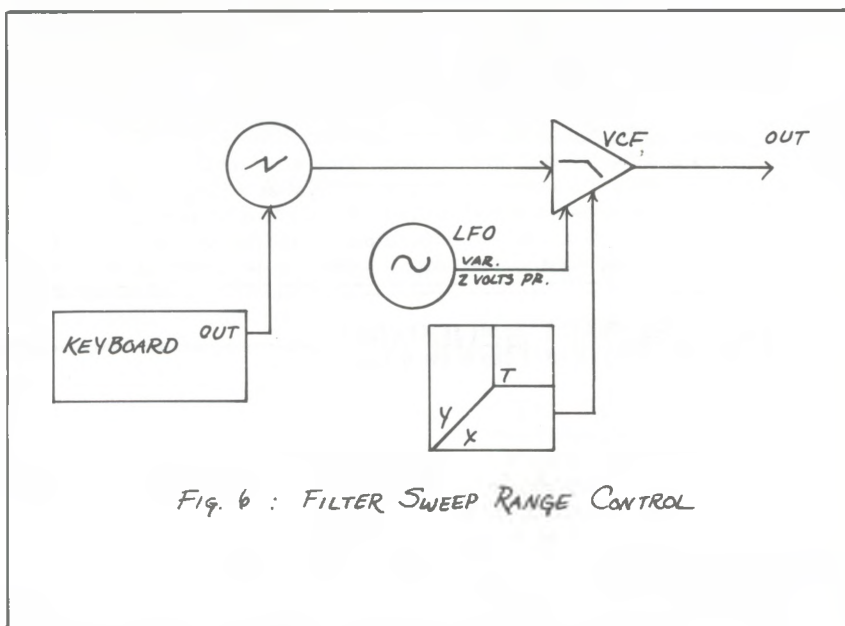 VCF
OUT
LFO
VAR.
2 VOLTS PR.
KEYBOARD OUT
T
Y
X
FIG. 6 : FILTER SWEEP RANGE CONTROL